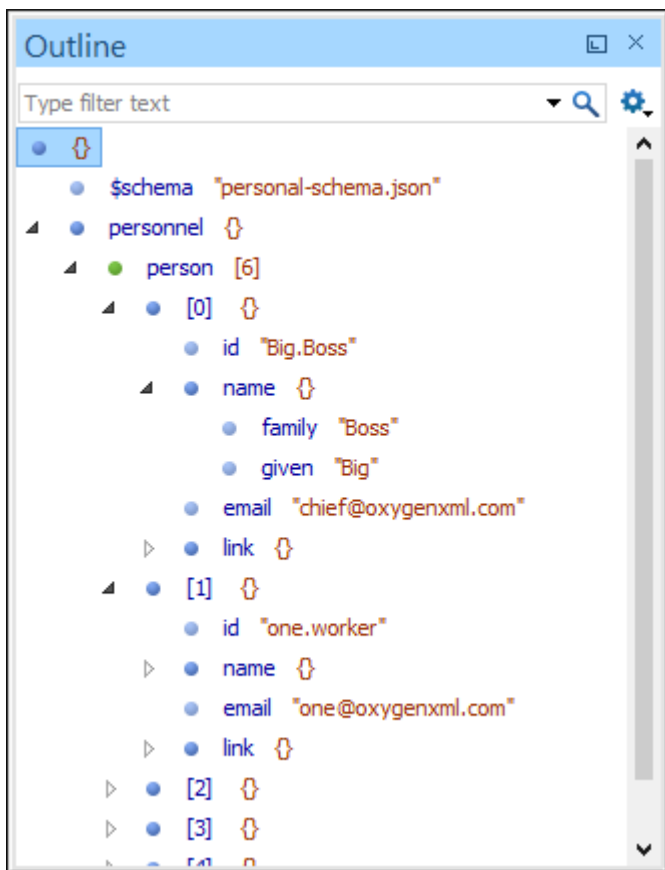 Outline
Type filter text
{}
$schema "personal-schema.json"
personnel {}
person [6]
[0] {}
id "Big.Boss"
name {}
family "Boss"
given "Big"
email "chief@oxygenxml.com"
link {}
[1] {}
id "one.worker"
name {}
email "one@oxygenxml.com"
link {}
[2] {}
[3] {}
[4] {}